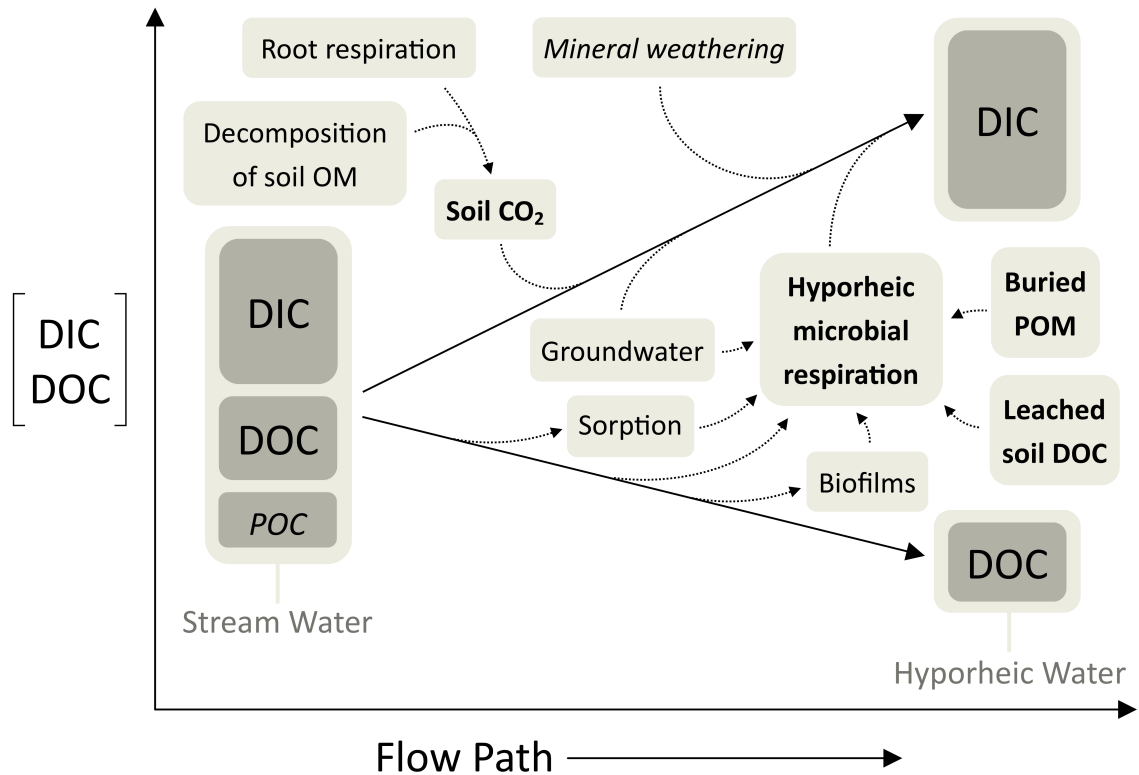 Root respiration
Mineral weathering
Decomposition
of soil OM
DIC
Soil CO₂
DIC
DOC
DIC
DOC
POC
Stream Water
Groundwater
Sorption
Hyporheic
microbial
respiration
Biofilms
Buried
POM
Leached
soil DOC
DOC
Hyporheic Water
Flow Path